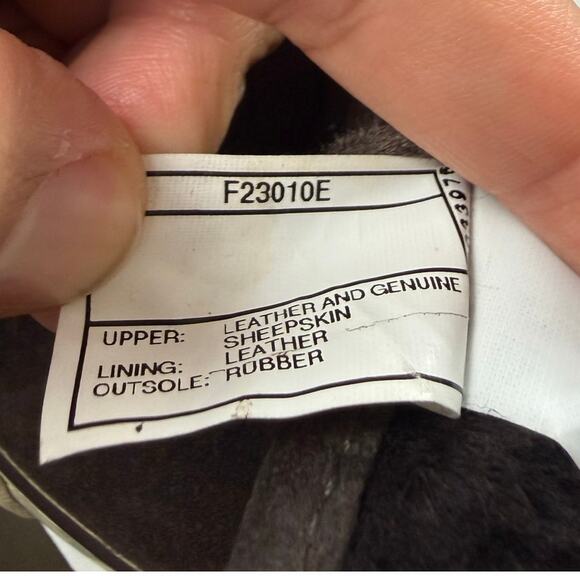 F23010E
UPPER: LEATHER AND GENUINE
SHEEPSKIN
LINING: LEATHER
OUTSOLE: RUBBER